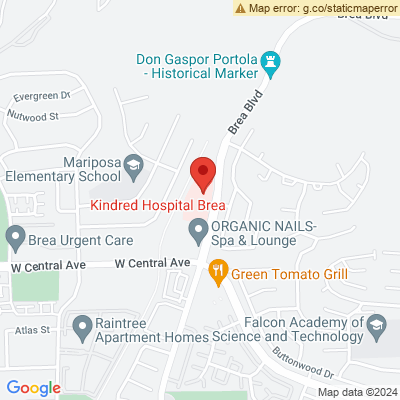 Map error: g.co/staticmaperror
Brea Blvd
Don Gaspor Portola
- Historical Marker
Evergreen Dr
Nutwood St
Brea Blvd
Mariposa
Elementary School
Kindred Hospital Brea
ORGANIC NAILS-
Spa & Lounge
Brea Urgent Care
W Central Ave
W Central Ave
Green Tomato Grill
Atlas St
Raintree
Apartment Homes
Falcon Academy of
Science and Technology
Buttonwood Dr
Google
Map data ©2024